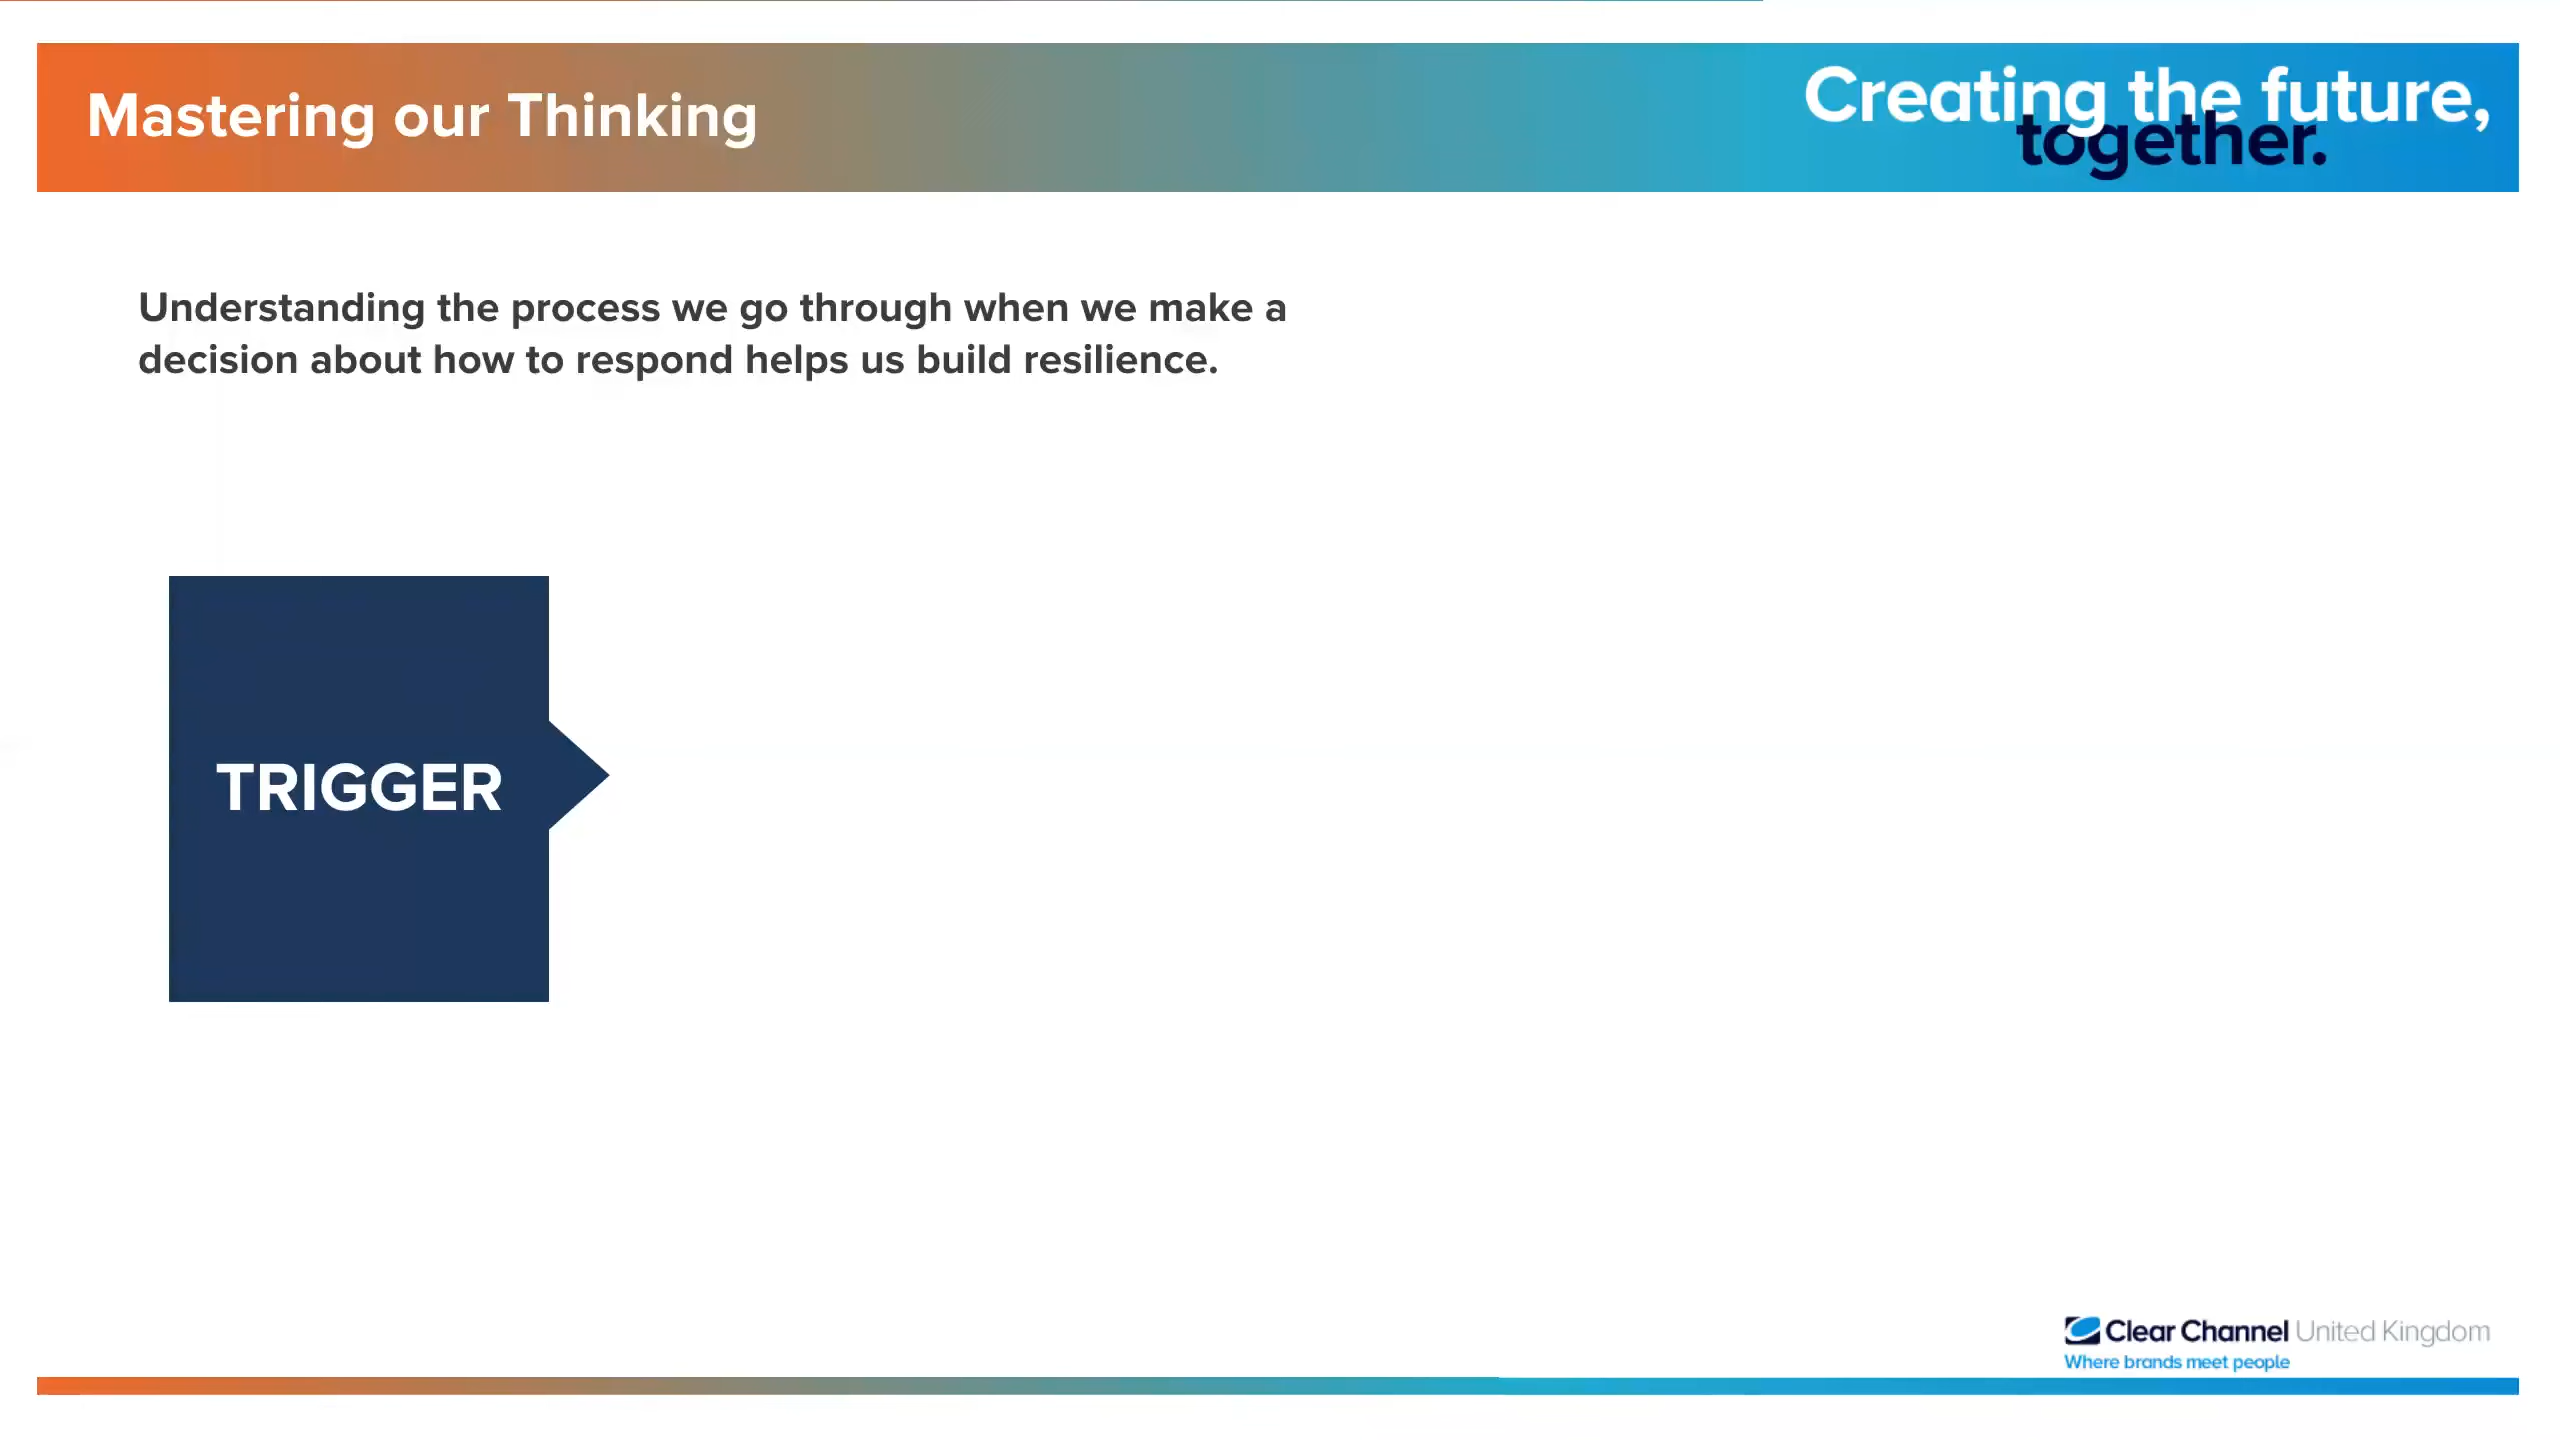 Mastering our Thinking
Creating the future,
together.
Understanding the process we go through when we make a
decision about how to respond helps us build resilience.
TRIGGER
Clear Channel United Kingdom
Where brands meet people